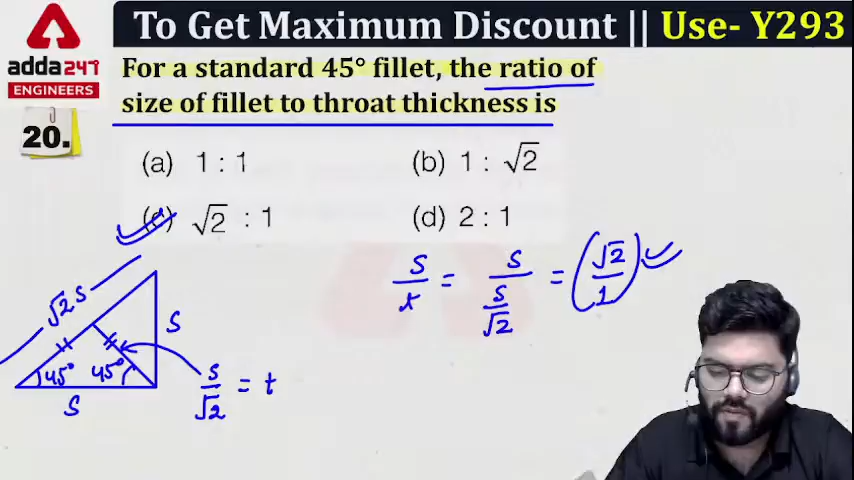 To Get Maximum Discount || Use- Y293
adda247
ENGINEERS
For a standard 45° fillet, the ratio of
size of fillet to throat thickness is
20.
(a) 1 : 1
(b) 1 : √2
(c) √2 : 1
(d) 2 : 1
S/t = S/(S/√2) = (√2/1)
√2 S
S
45°
45°
S
S/√2 = t